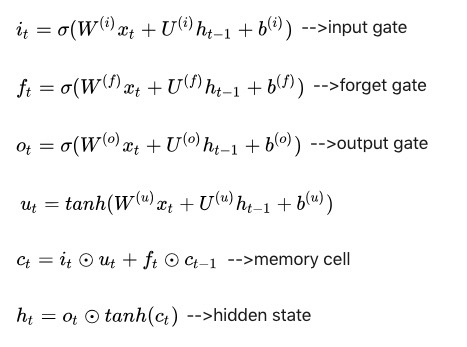 i_t = σ(W^{(i)} x_t + U^{(i)} h_{t−1} + b^{(i)}) -->input gate
f_t = σ(W^{(f)} x_t + U^{(f)} h_{t−1} + b^{(f)}) -->forget gate
o_t = σ(W^{(o)} x_t + U^{(o)} h_{t−1} + b^{(o)}) -->output gate
u_t = tanh(W^{(u)} x_t + U^{(u)} h_{t−1} + b^{(u)})
c_t = i_t ⊙ u_t + f_t ⊙ c_{t−1} -->memory cell
h_t = o_t ⊙ tanh(c_t) -->hidden state